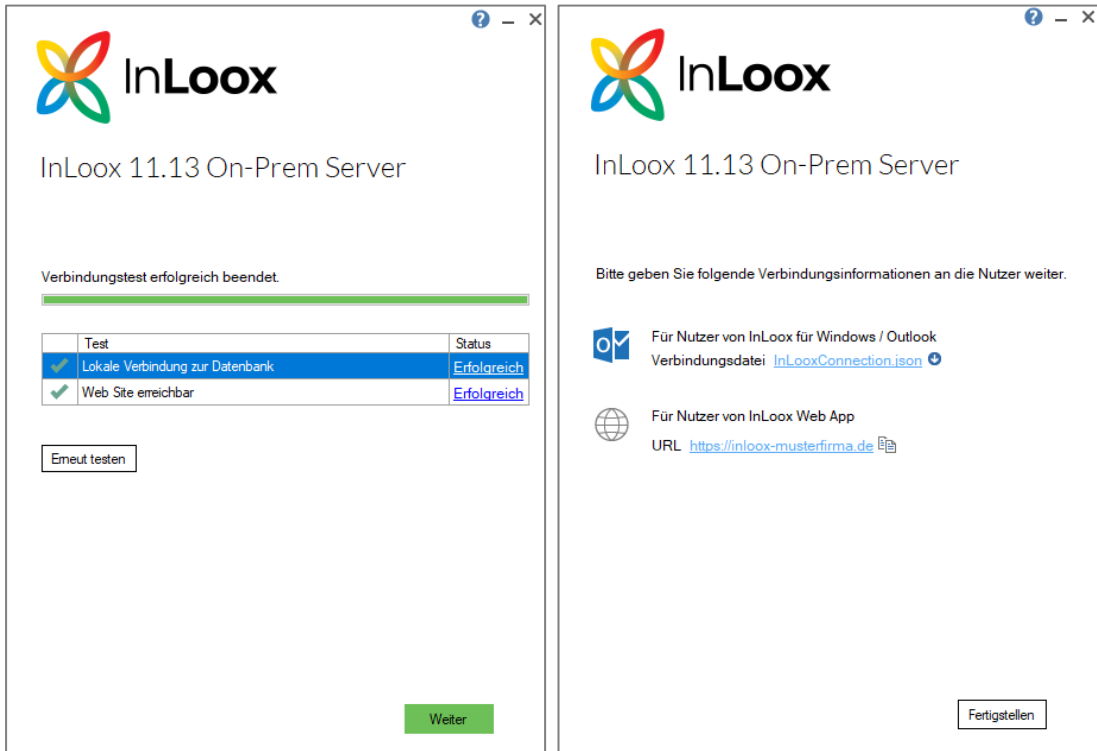 InLoox
InLoox 11.13 On-Prem Server
Verbindungstest erfolgreich beendet.
Test Status
Lokale Verbindung zur Datenbank Erfolgreich
Web Site erreichbar Erfolgreich
Erneut testen
Weiter
InLoox
InLoox 11.13 On-Prem Server
Bitte geben Sie folgende Verbindungsinformationen an die Nutzer weiter.
Für Nutzer von InLoox für Windows / Outlook
Verbindungsdatei InLooxConnection.json
Für Nutzer von InLoox Web App
URL https://inloox-musterfirma.de
Fertigstellen